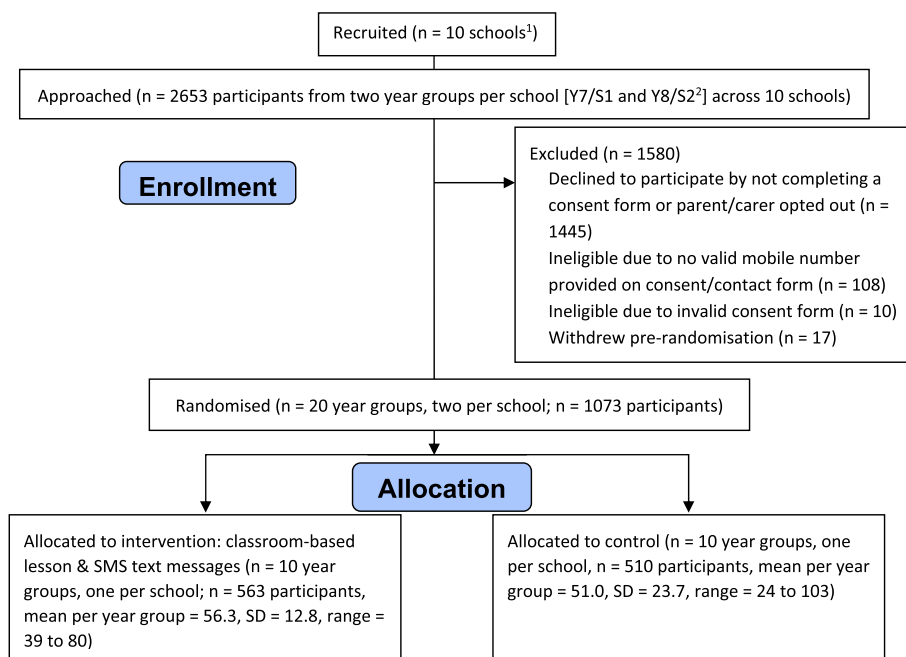 Recruited (n = 10 schools¹)
Approached (n = 2653 participants from two year groups per school [Y7/S1 and Y8/S2²] across 10 schools)
Excluded (n = 1580)
Declined to participate by not completing a
consent form or parent/carer opted out (n =
1445)
Ineligible due to no valid mobile number
provided on consent/contact form (n = 108)
Ineligible due to invalid consent form (n = 10)
Withdrew pre-randomisation (n = 17)
Enrollment
Randomised (n = 20 year groups, two per school; n = 1073 participants)
Allocation
Allocated to intervention: classroom-based
lesson & SMS text messages (n = 10 year
groups, one per school; n = 563 participants,
mean per year group = 56.3, SD = 12.8, range =
39 to 80)
Allocated to control (n = 10 year groups, one
per school, n = 510 participants, mean per year
group = 51.0, SD = 23.7, range = 24 to 103)